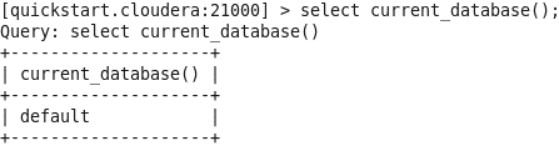 [quickstart.cloudera:21000] > select current_database();
Query: select current_database()
+--------------------+
| current_database() |
+--------------------+
| default            |
+--------------------+